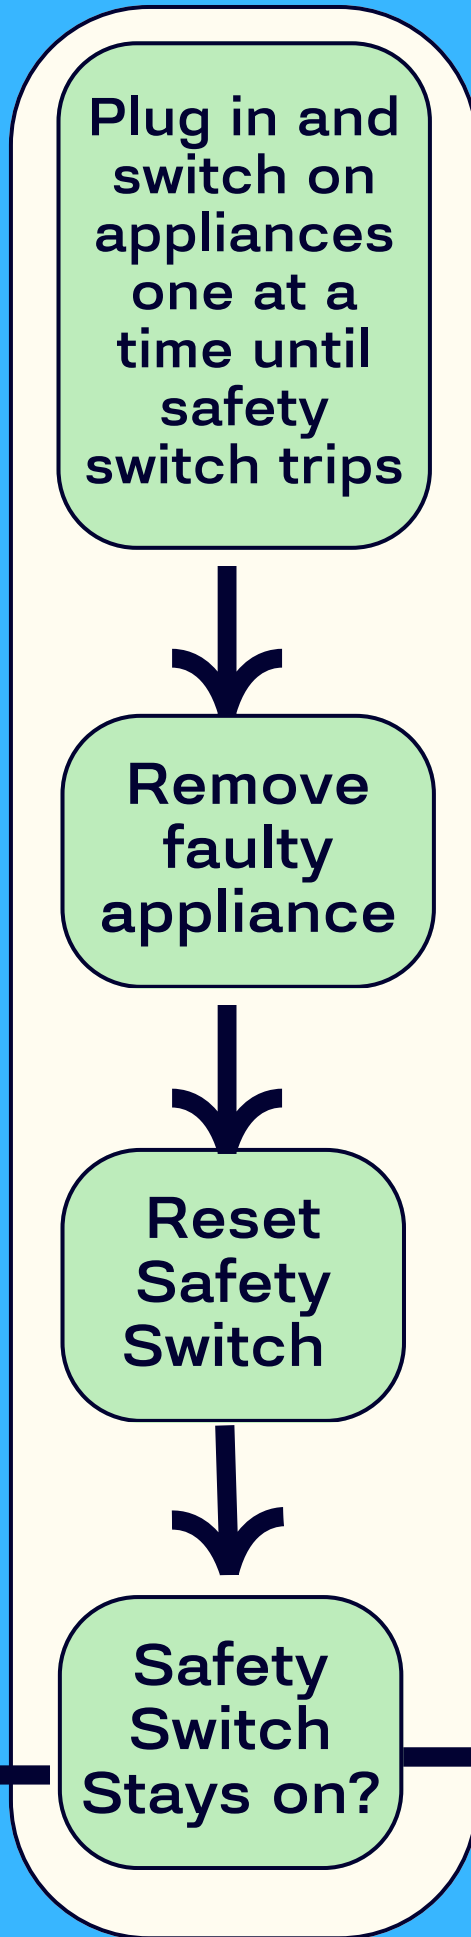 Plug in and
switch on
appliances
one at a
time until
safety
switch trips
Remove
faulty
appliance
Reset
Safety
Switch
Safety
Switch
Stays on?